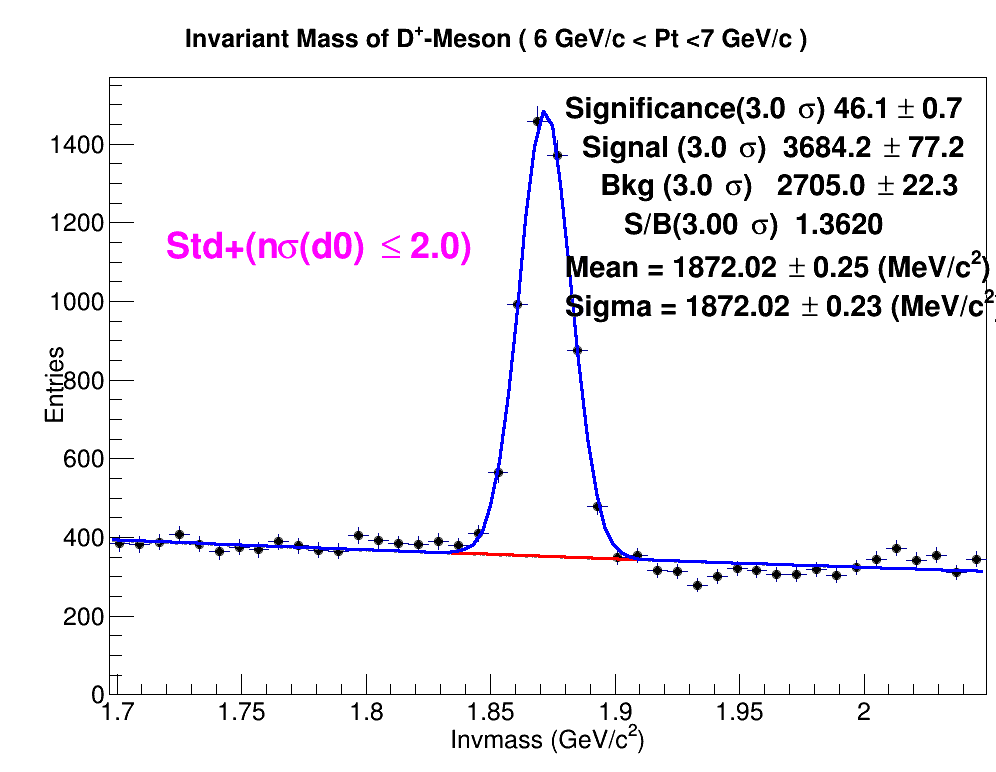 Invariant Mass of D⁺-Meson ( 6 GeV/c < Pt <7 GeV/c )
Significance(3.0 σ) 46.1 ± 0.7
Signal (3.0 σ) 3684.2 ± 77.2
Bkg (3.0 σ) 2705.0 ± 22.3
S/B(3.00 σ) 1.3620
Mean = 1872.02 ± 0.25 (MeV/c²)
Sigma = 1872.02 ± 0.23 (MeV/c²)
Std+(nσ(d0) ≤ 2.0)
Entries
1400
1200
1000
800
600
400
200
0
1.7 1.75 1.8 1.85 1.9 1.95 2
Invmass (GeV/c²)